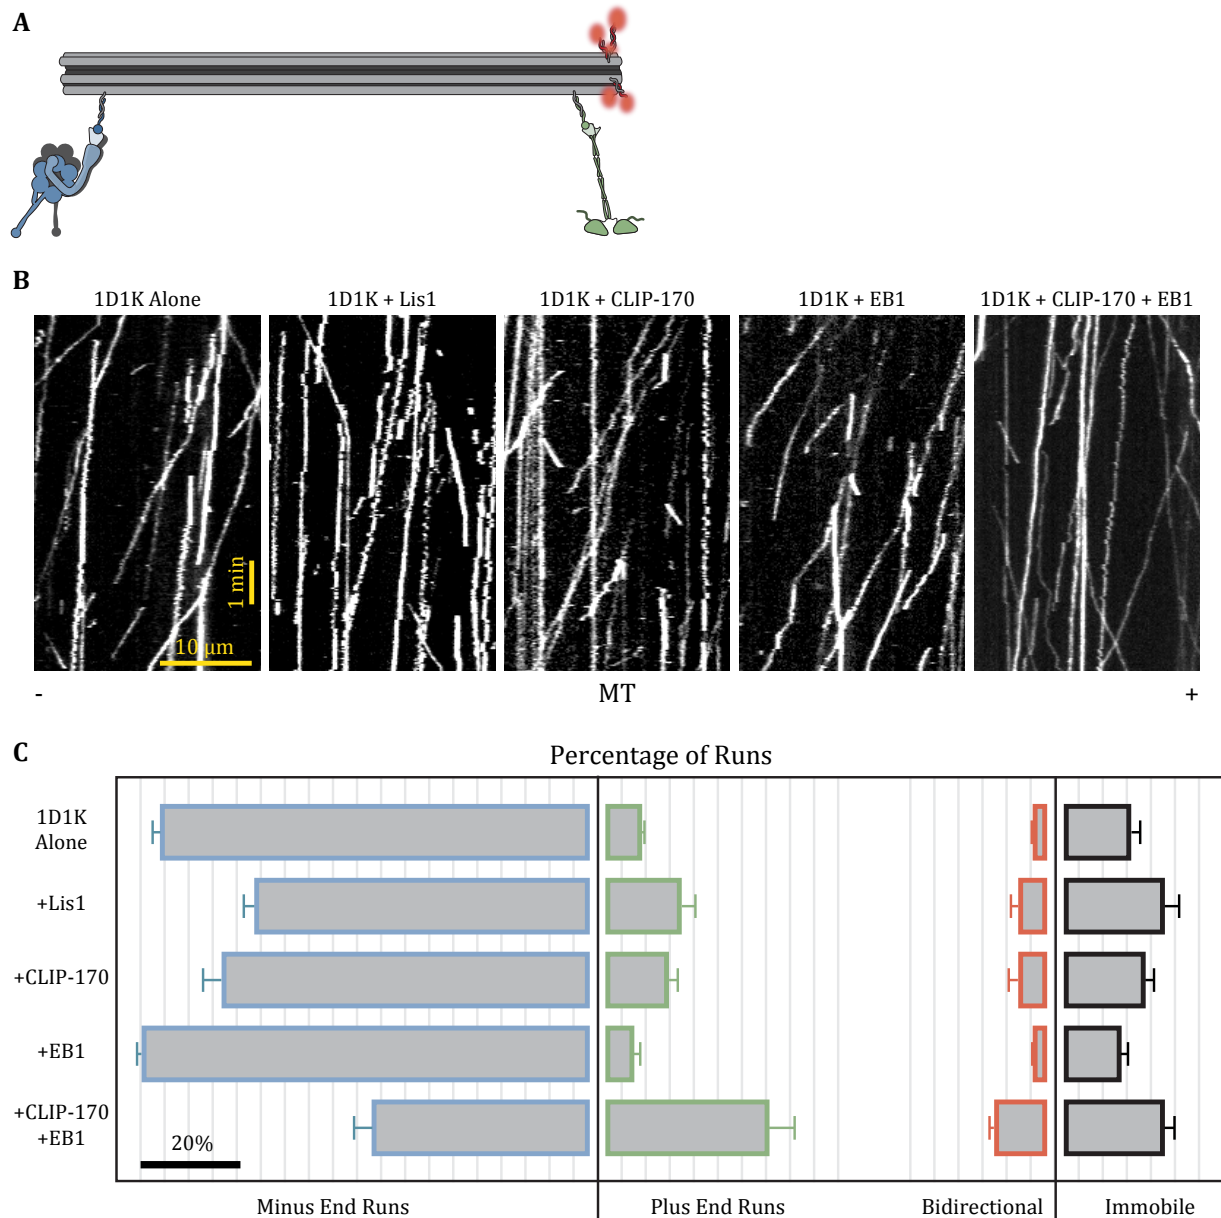 A
B
1D1K Alone
1D1K + Lis1
1D1K + CLIP-170
1D1K + EB1
1D1K + CLIP-170 + EB1
1 min
10 µm
-
MT
+
C
Percentage of Runs
1D1K
Alone
+Lis1
+CLIP-170
+EB1
+CLIP-170
+EB1
20%
Minus End Runs
Plus End Runs
Bidirectional
Immobile